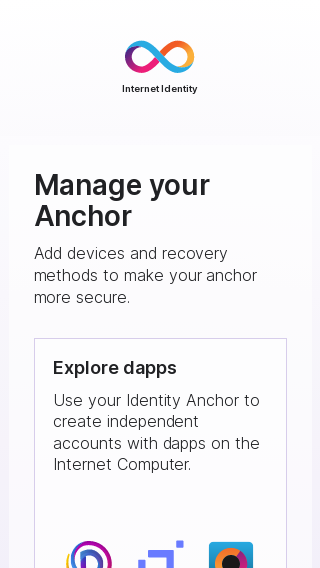 Internet Identity
Manage your
Anchor
Add devices and recovery
methods to make your anchor
more secure.
Explore dapps
Use your Identity Anchor to
create independent
accounts with dapps on the
Internet Computer.